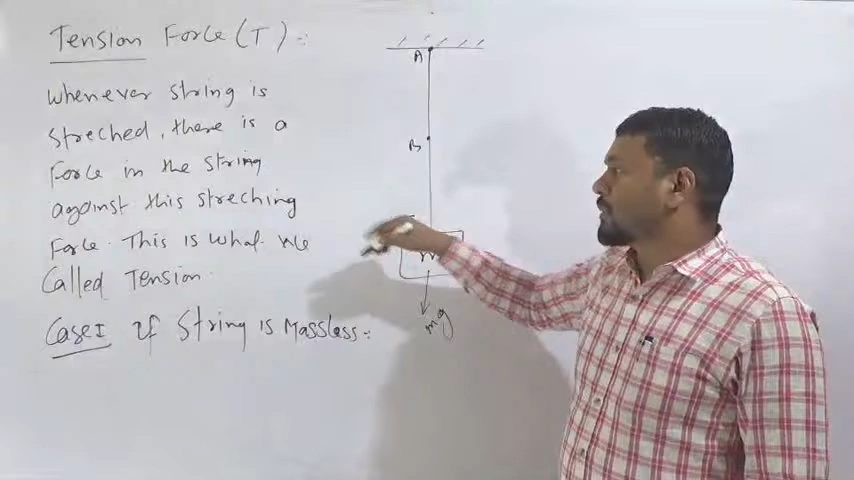 Tension Force (T) :
Whenever string is
streched, there is a
Force in the string
against this streching
Force. This is what we
Called Tension.
Case I if String is Massless :
A
B
m
mg